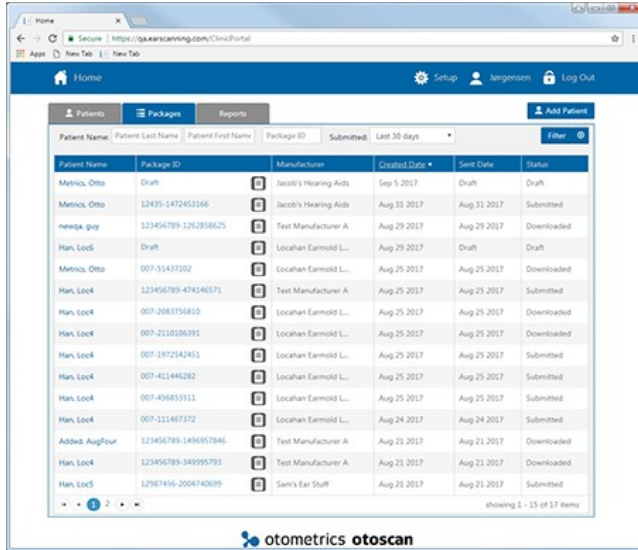 Home
Secure | https://qa.earscanning.com/ClinicPortal
Apps New Tab New Tab
Home Setup Jørgensen Log Out
Patients Packages Reports Add Patient
Patient Name: Patient Last Name Patient First Name Package ID Submitted: Last 30 days Filter
Patient Name Package ID Manufacturer Created Date Sent Date Status
Metrics, Otto Draft Jacob's Hearing Aids Sep 5 2017 Draft Draft
Metrics, Otto 12435-1472453166 Jacob's Hearing Aids Aug 31 2017 Aug 31 2017 Submitted
newqa, guy 123456789-1262858625 Test Manufacturer A Aug 29 2017 Aug 29 2017 Downloaded
Han, Loc6 Draft Locahan Earmold L... Aug 29 2017 Draft Draft
Metrics, Otto 007-51437102 Locahan Earmold L... Aug 25 2017 Aug 25 2017 Downloaded
Han, Loc4 123456789-474146571 Test Manufacturer A Aug 25 2017 Aug 25 2017 Submitted
Han, Loc4 007-2083756810 Locahan Earmold L... Aug 25 2017 Aug 25 2017 Downloaded
Han, Loc4 007-2110106391 Locahan Earmold L... Aug 25 2017 Aug 25 2017 Downloaded
Han, Loc4 007-1972542451 Locahan Earmold L... Aug 25 2017 Aug 25 2017 Submitted
Han, Loc4 007-411446282 Locahan Earmold L... Aug 25 2017 Aug 25 2017 Submitted
Han, Loc4 007-456853511 Locahan Earmold L... Aug 25 2017 Aug 25 2017 Submitted
Han, Loc4 007-111467372 Locahan Earmold L... Aug 24 2017 Aug 24 2017 Submitted
Added, AugFour 123456789-1496957846 Test Manufacturer A Aug 21 2017 Aug 21 2017 Downloaded
Han, Loc4 123456789-349995793 Test Manufacturer A Aug 21 2017 Aug 21 2017 Submitted
Han, Loc5 12987456-2004740699 Sam's Ear Stuff Aug 21 2017 Aug 21 2017 Submitted
1 2 showing 1 - 15 of 17 items
otometrics otoscan